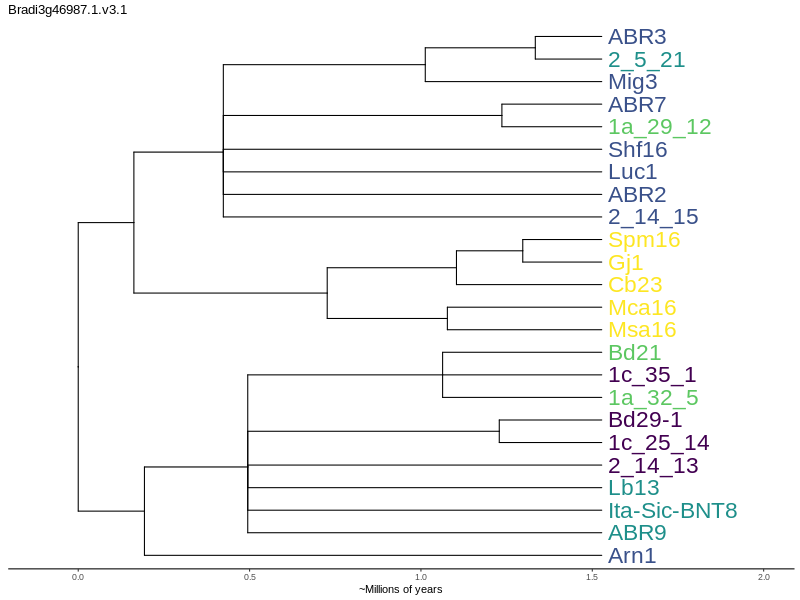 Bradi3g46987.1.v3.1
ABR3
2_5_21
Mig3
ABR7
1a_29_12
Shf16
Luc1
ABR2
2_14_15
Spm16
Gj1
Cb23
Mca16
Msa16
Bd21
1c_35_1
1a_32_5
Bd29-1
1c_25_14
2_14_13
Lb13
Ita-Sic-BNT8
ABR9
Arn1
0.0 0.5 1.0 1.5 2.0
~Millions of years